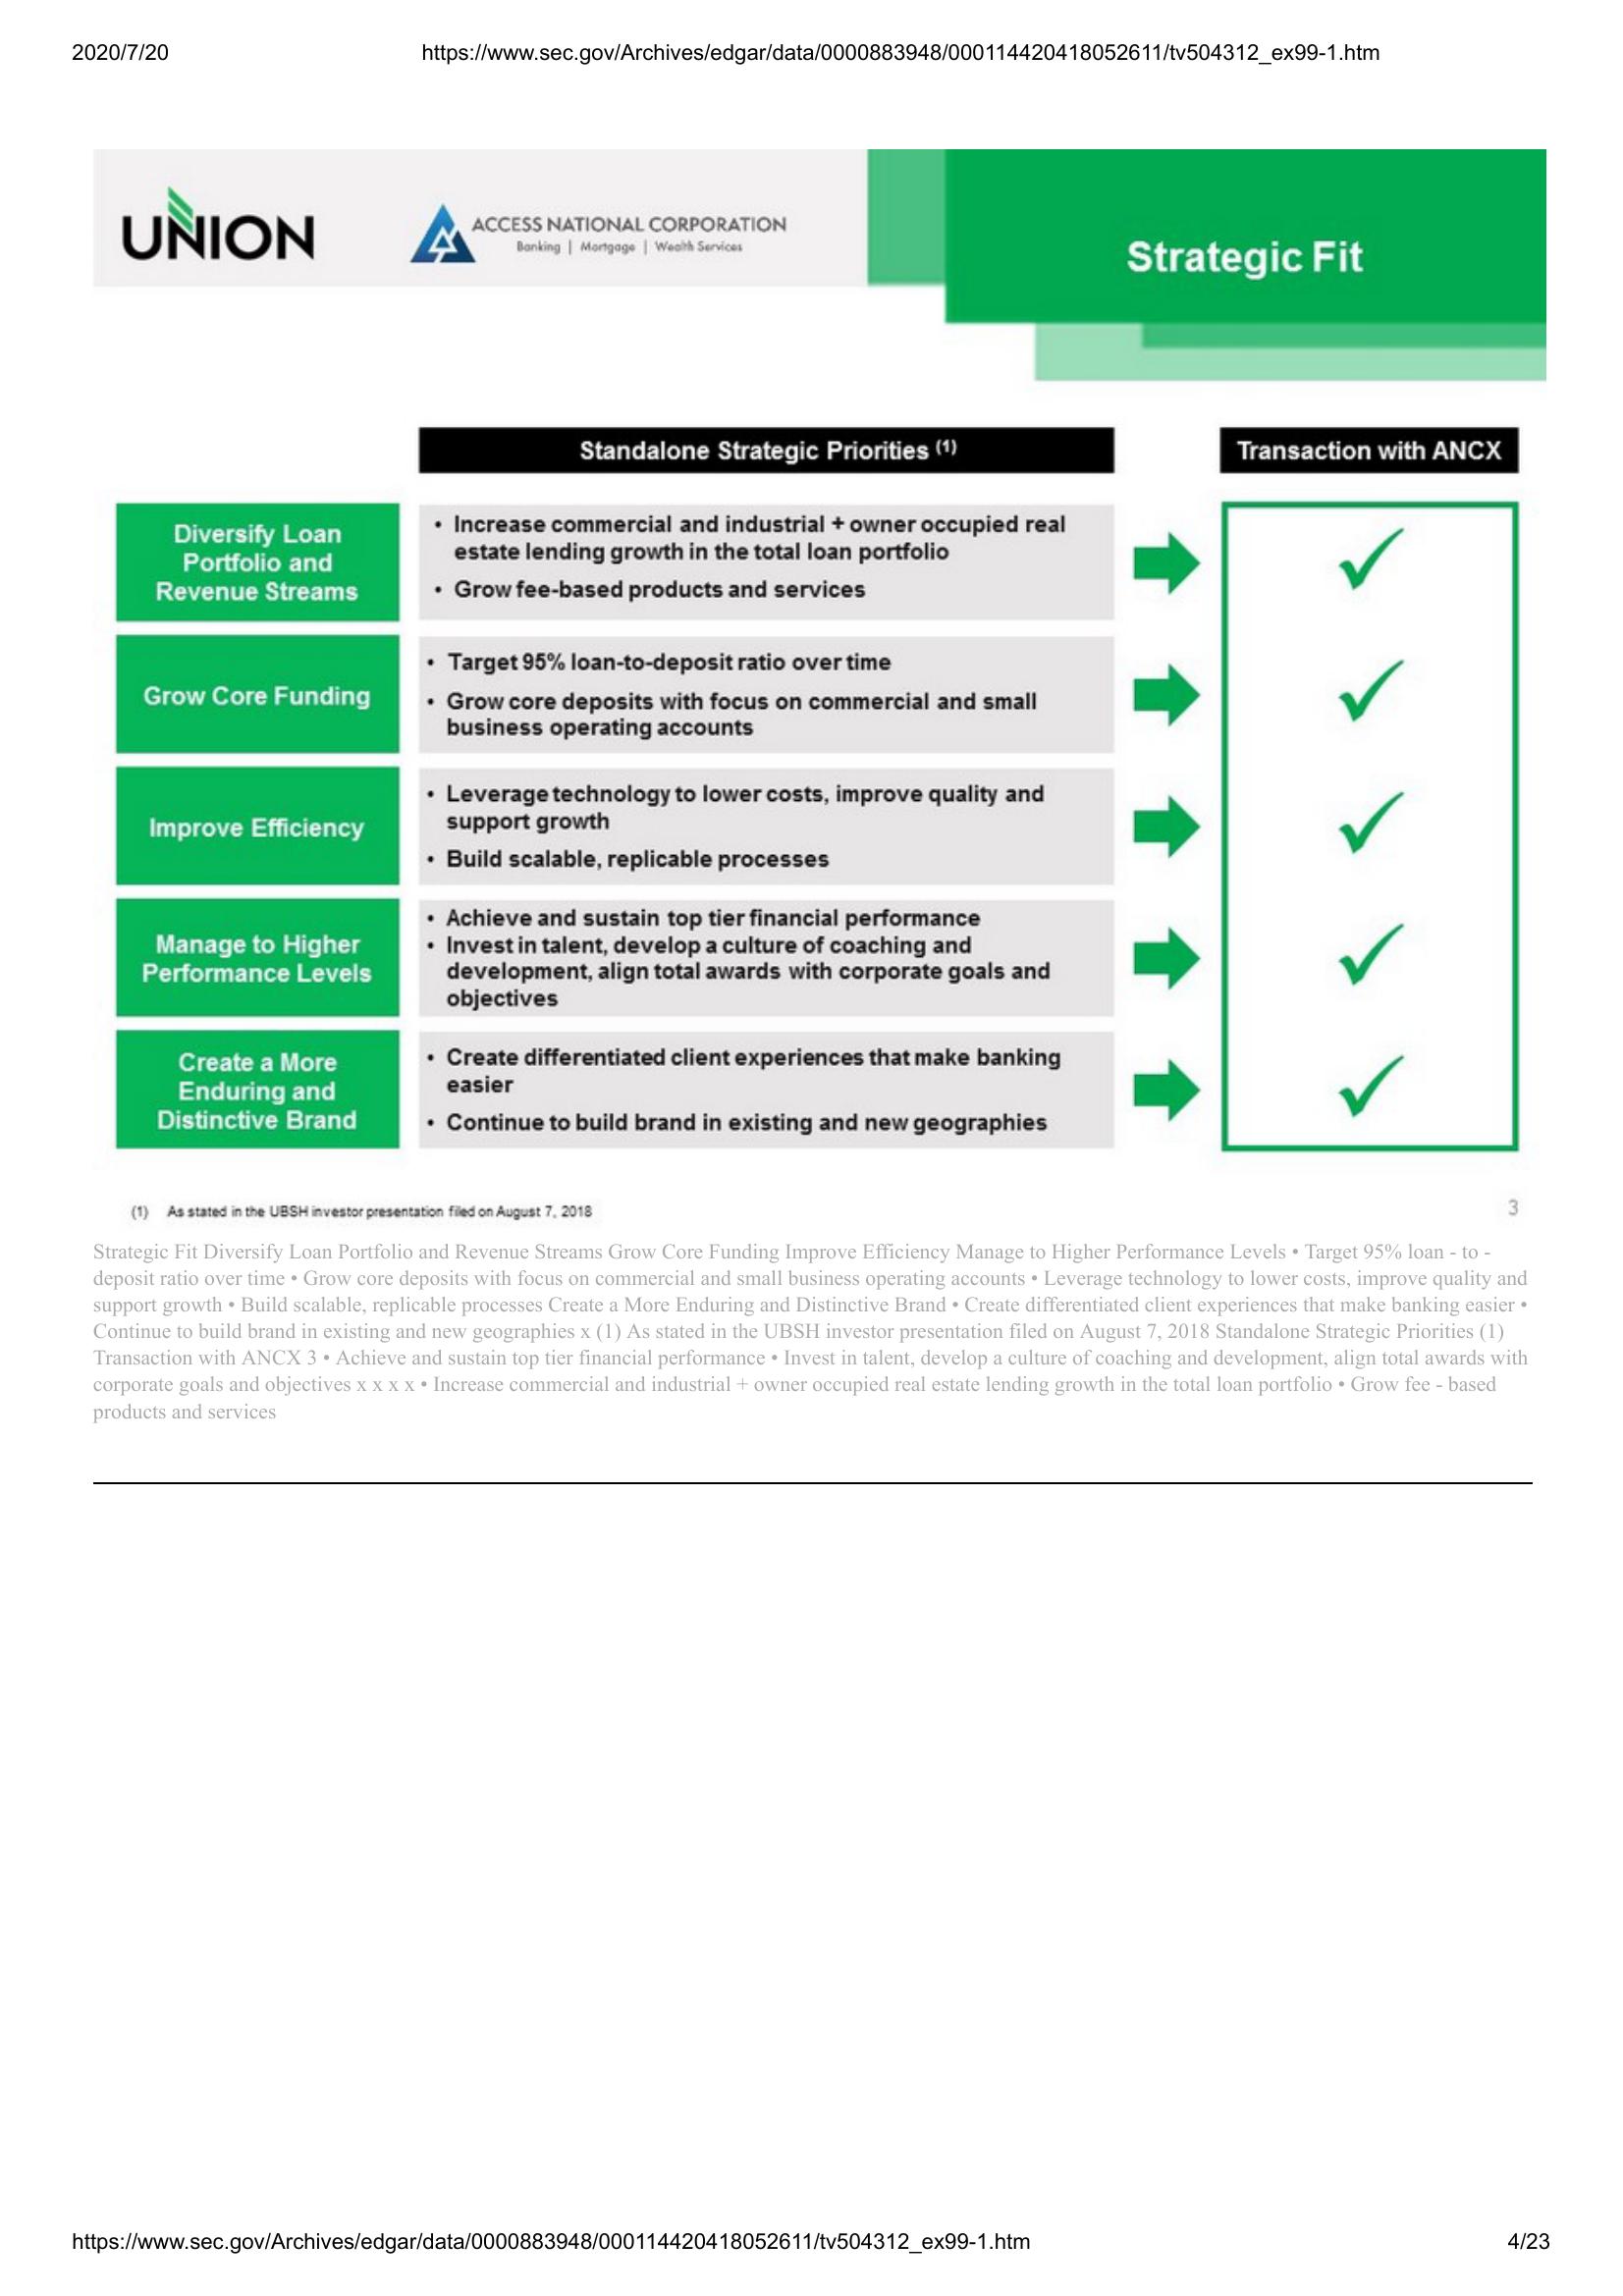 2020/7/20
https://www.sec.gov/Archives/edgar/data/0000883948/000114420418052611/tv504312_ex99-1.htm
UNION
ACCESS NATIONAL CORPORATION
Banking | Mortgage | Wealth Services
Strategic Fit
Standalone Strategic Priorities (1)
Transaction with ANCX
Diversify Loan
Portfolio and
Revenue Streams
• Increase commercial and industrial + owner occupied real
estate lending growth in the total loan portfolio
• Grow fee-based products and services
Grow Core Funding
• Target 95% loan-to-deposit ratio over time
• Grow core deposits with focus on commercial and small
business operating accounts
Improve Efficiency
• Leverage technology to lower costs, improve quality and
support growth
• Build scalable, replicable processes
Manage to Higher
Performance Levels
• Achieve and sustain top tier financial performance
• Invest in talent, develop a culture of coaching and
development, align total awards with corporate goals and
objectives
Create a More
Enduring and
Distinctive Brand
• Create differentiated client experiences that make banking
easier
• Continue to build brand in existing and new geographies
(1) As stated in the UBSH investor presentation filed on August 7, 2018
3
Strategic Fit Diversify Loan Portfolio and Revenue Streams Grow Core Funding Improve Efficiency Manage to Higher Performance Levels • Target 95% loan - to -
deposit ratio over time • Grow core deposits with focus on commercial and small business operating accounts • Leverage technology to lower costs, improve quality and
support growth • Build scalable, replicable processes Create a More Enduring and Distinctive Brand • Create differentiated client experiences that make banking easier •
Continue to build brand in existing and new geographies x (1) As stated in the UBSH investor presentation filed on August 7, 2018 Standalone Strategic Priorities (1)
Transaction with ANCX 3 • Achieve and sustain top tier financial performance • Invest in talent, develop a culture of coaching and development, align total awards with
corporate goals and objectives x x x x • Increase commercial and industrial + owner occupied real estate lending growth in the total loan portfolio • Grow fee - based
products and services
https://www.sec.gov/Archives/edgar/data/0000883948/000114420418052611/tv504312_ex99-1.htm
4/23